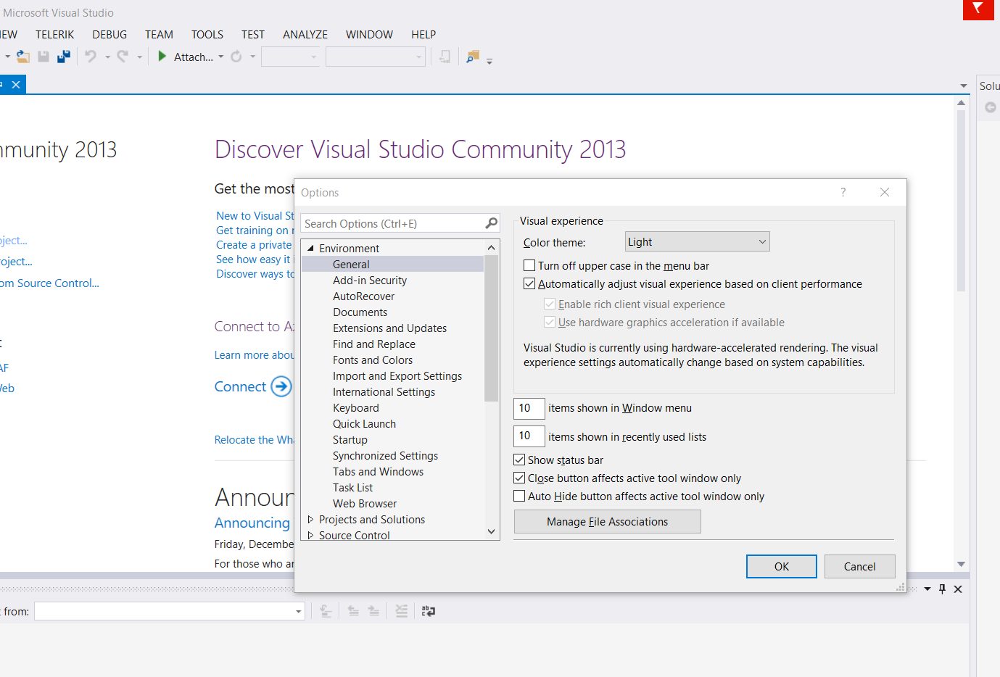 Microsoft Visual Studio
IEW TELERIK DEBUG TEAM TOOLS TEST ANALYZE WINDOW HELP
Attach...
Solu
mmunity 2013
Discover Visual Studio Community 2013
Get the most
New to Visual St
Get training on n
Create a private
See how easy it i
Discover ways to
oject...
roject...
om Source Control...
Connect to Az
Learn more abou
AF
Web
Connect
Relocate the Wha
Announ
Announcing
Friday, Decembe
For those who ar
Options
?
Search Options (Ctrl+E)
Environment
General
Add-in Security
AutoRecover
Documents
Extensions and Updates
Find and Replace
Fonts and Colors
Import and Export Settings
International Settings
Keyboard
Quick Launch
Startup
Synchronized Settings
Tabs and Windows
Task List
Web Browser
Projects and Solutions
Source Control
Visual experience
Color theme: Light
Turn off upper case in the menu bar
Automatically adjust visual experience based on client performance
Enable rich client visual experience
Use hardware graphics acceleration if available
Visual Studio is currently using hardware-accelerated rendering. The visual
experience settings automatically change based on system capabilities.
10 items shown in Window menu
10 items shown in recently used lists
Show status bar
Close button affects active tool window only
Auto Hide button affects active tool window only
Manage File Associations
OK Cancel
from: